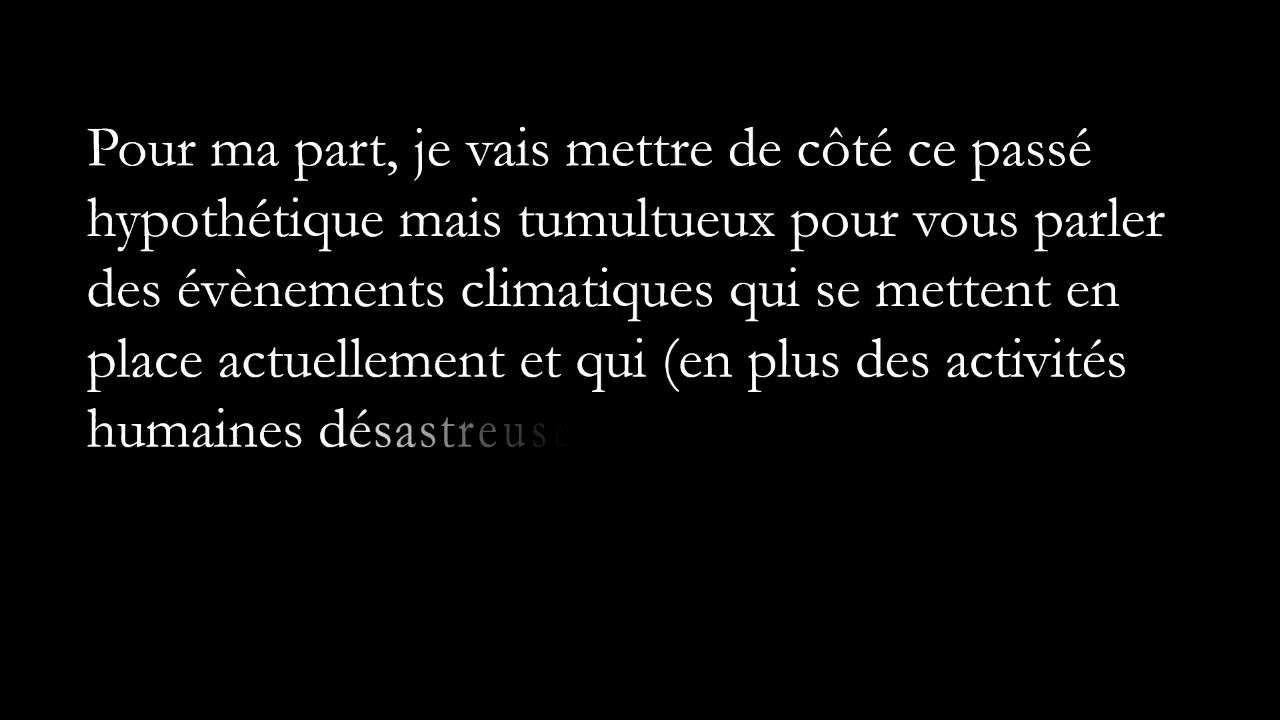 Pour ma part, je vais mettre de côté ce passé
hypothétique mais tumultueux pour vous parler
des évènements climatiques qui se mettent en
place actuellement et qui (en plus des activités
humaines désastreuse